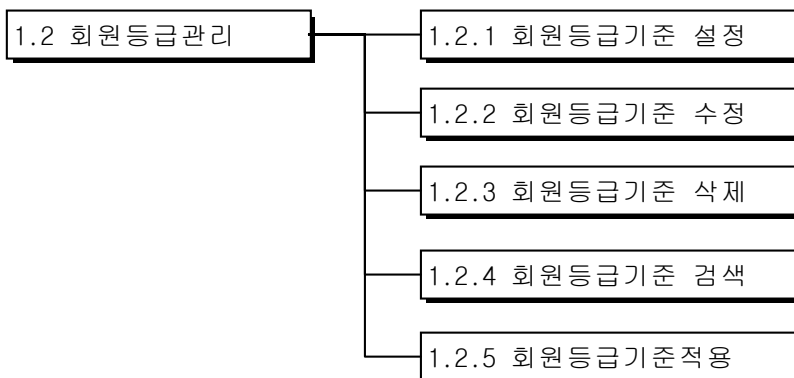 1.2 회원등급관리
1.2.1 회원등급기준 설정
1.2.2 회원등급기준 수정
1.2.3 회원등급기준 삭제
1.2.4 회원등급기준 검색
1.2.5 회원등급기준적용